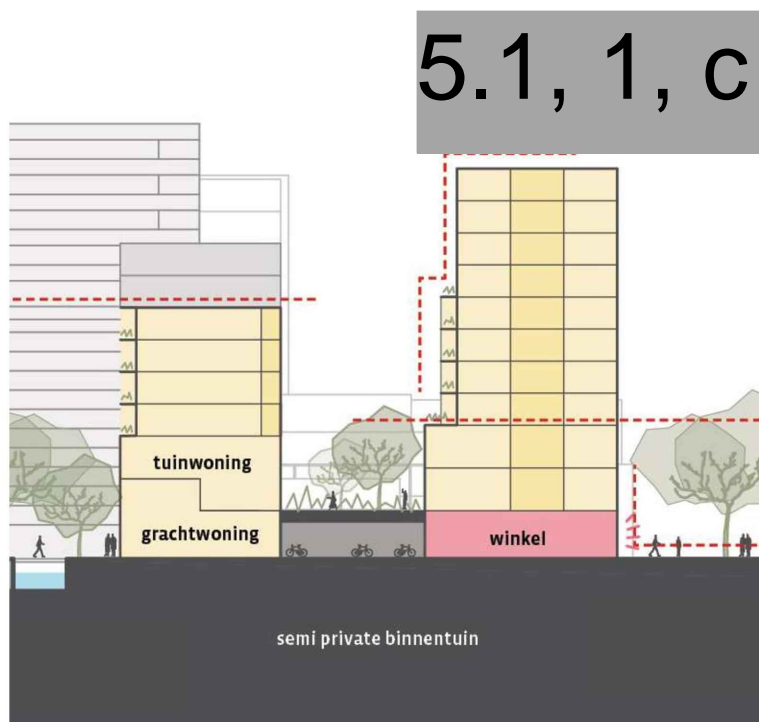 5.1, 1, c
tuinwoning
grachtwoning
winkel
semi private binnentuin